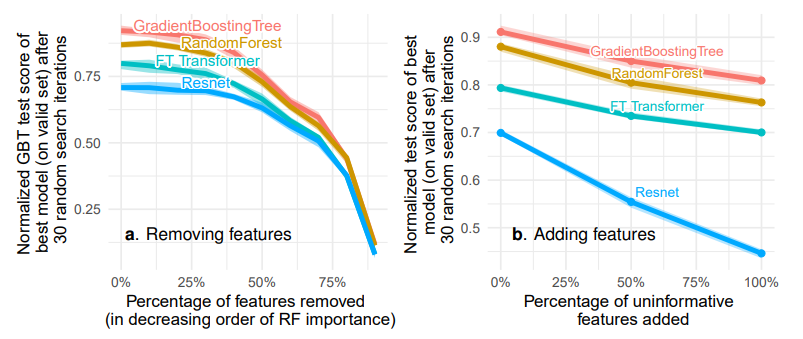 Normalized GBT test score of
best model (on valid set) after
30 random search iterations
0.75
0.50
0.25
GradientBoostingTree
RandomForest
FT Transformer
Resnet
a. Removing features
0%
25%
50%
75%
Percentage of features removed
(in decreasing order of RF importance)
Normalized test score of best
model (on valid set) after
30 random search iterations
0.9
0.8
0.7
0.6
0.5
GradientBoostingTree
RandomForest
FT Transformer
Resnet
b. Adding features
0%
25%
50%
75%
100%
Percentage of uninformative
features added